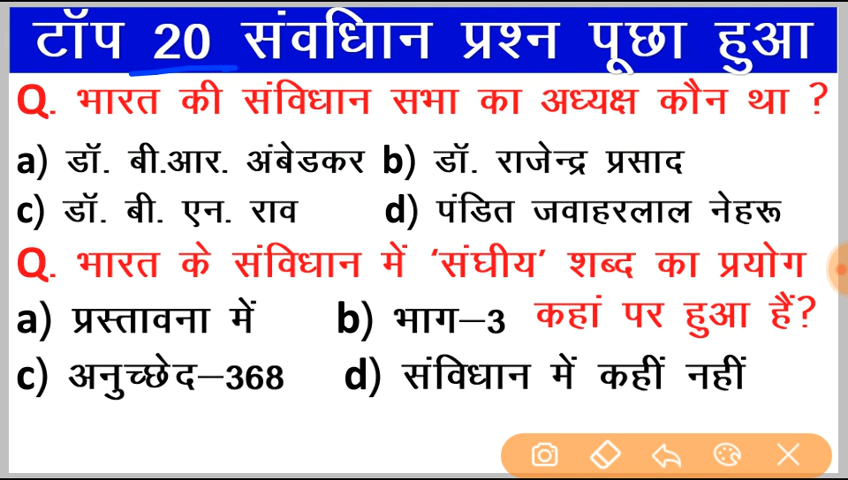 टॉप 20 संवधिान प्रश्न पूछा हुआ
Q. भारत की संविधान सभा का अध्यक्ष कौन था ?
a) डॉ. बी.आर. अंबेडकर b) डॉ. राजेन्द्र प्रसाद
c) डॉ. बी. एन. राव d) पंडित जवाहरलाल नेहरू
Q. भारत के संविधान में ‘संघीय’ शब्द का प्रयोग
कहां पर हुआ हैं?
a) प्रस्तावना में b) भाग–3
c) अनुच्छेद–368 d) संविधान में कहीं नहीं